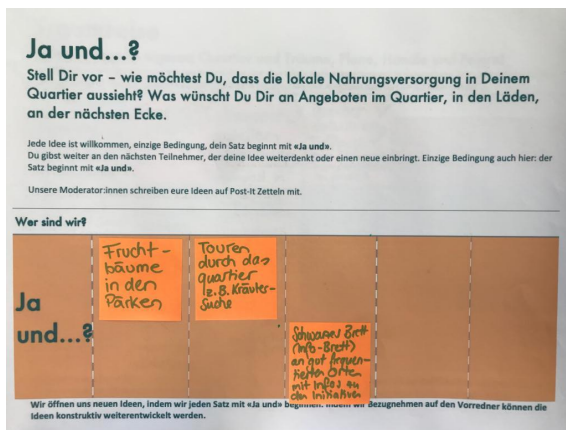 Ja und...?
Stell Dir vor – wie möchtest Du, dass die lokale Nahrungsversorgung in Deinem
Quartier aussieht? Was wünscht Du Dir an Angeboten im Quartier, in den Läden,
an der nächsten Ecke.
Jede Idee ist willkommen, einzige Bedingung, dein Satz beginnt mit «Ja und».
Du gibst weiter an den nächsten Teilnehmer, der deine Idee weiterdenkt oder einen neue einbringt. Einzige Bedingung auch hier: der
Satz beginnt mit «Ja und».
Unsere Moderator:innen schreiben eure Ideen auf Post-It Zetteln mit.
Wer sind wir?
Ja
und...?
Frucht-
bäume
in den
Pärken
Touren
durch das
quartier
z.B. Kräuter-
Suche
Schwarzes Brett
(Info-Brett)
an gut frequen-
tierten Orten
mit Infos zu
den Initiativen
Wir öffnen uns neuen Ideen, indem wir jeden Satz mit «Ja und» beginnen. Indem wir bezugnehmen auf den Vorredner können die
Ideen konstruktiv weiterentwickelt werden.